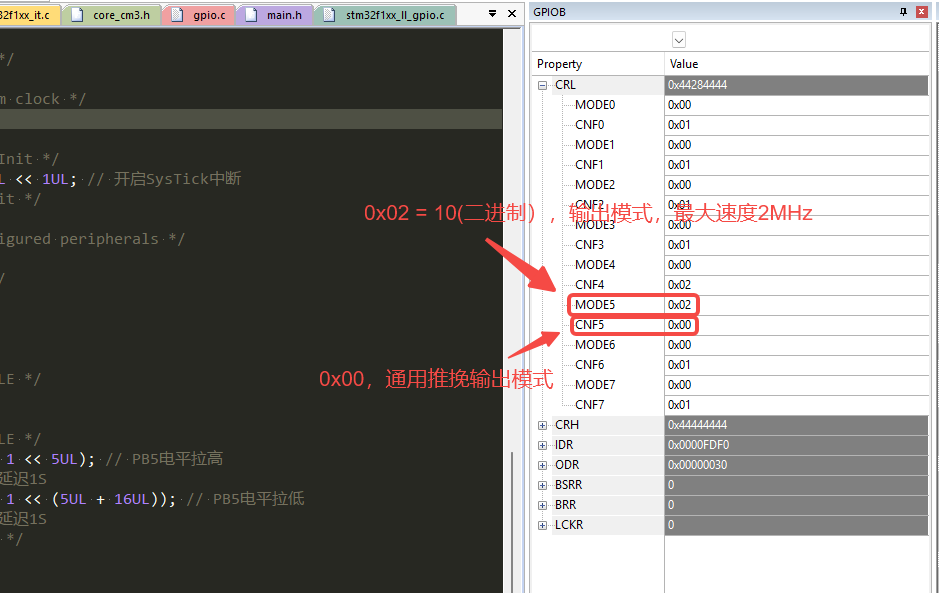 32f1xx_it.c core_cm3.h gpio.c main.h stm32f1xx_ll_gpio.c
*/
m clock */
Init */
L << 1UL; // 开启SysTick中断
it */
igured peripherals */
/
LE */
LE */
1 << 5UL); // PB5电平拉高
延迟1S
1 << (5UL + 16UL)); // PB5电平拉低
延迟1S
*/
0x02 = 10(二进制），输出模式，最大速度2MHz
0x00，通用推挽输出模式
GPIOB
Property Value
CRL 0x44284444
MODE0 0x00
CNF0 0x01
MODE1 0x00
CNF1 0x01
MODE2 0x00
CNF2 0x01
MODE3 0x00
CNF3 0x01
MODE4 0x00
CNF4 0x02
MODE5 0x02
CNF5 0x00
MODE6 0x00
CNF6 0x01
MODE7 0x00
CNF7 0x01
CRH 0x44444444
IDR 0x0000FDF0
ODR 0x00000030
BSRR 0
BRR 0
LCKR 0